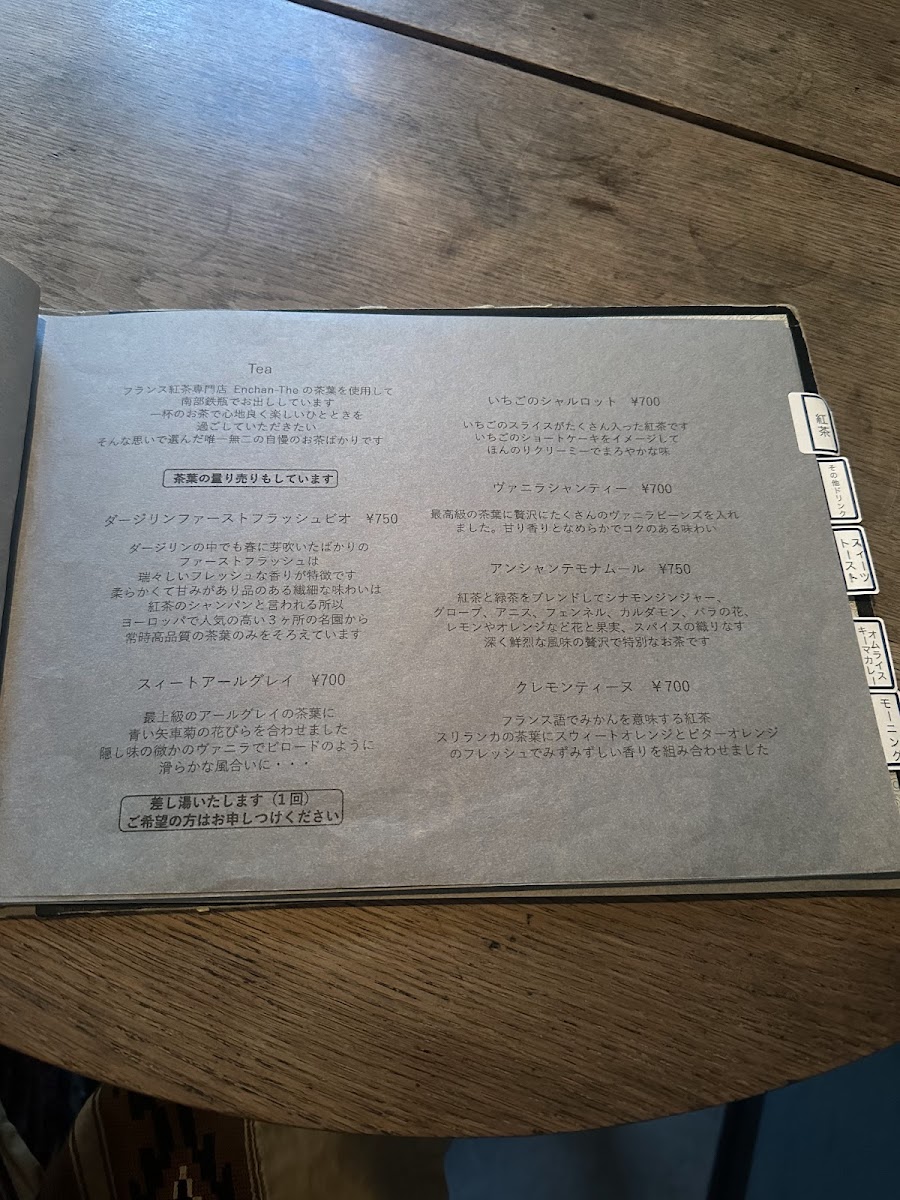 Tea
フランス紅茶専門店 Enchan-The の茶葉を使用して
南部鉄瓶でお出ししています
一杯のお茶で心地良く楽しいひとときを
過ごしていただきたい
そんな思いで選んだ唯一無二の自慢のお茶ばかりです
茶葉の量り売りもしています
ダージリンファーストフラッシュビオ ¥750
ダージリンの中でも春に芽吹いたばかりの
ファーストフラッシュは
瑞々しいフレッシュな香りが特徴です
柔らかくて甘みがあり品のある繊細な味わいは
紅茶のシャンパンと言われる所以
ヨーロッパで人気の高い3ヶ所の名園から
常時高品質の茶葉のみをそろえています
スィートアールグレイ ¥700
最上級のアールグレイの茶葉に
青い矢車菊の花びらを合わせました
隠し味の微かのヴァニラでビロードのように
滑らかな風合いに・・・
差し湯いたします（1回）
ご希望の方はお申しつけください
いちごのシャルロット ¥700
いちごのスライスがたくさん入った紅茶です
いちごのショートケーキをイメージして
ほんのりクリーミーでまろやかな味
ヴァニラシャンティー ¥700
最高級の茶葉に贅沢にたくさんのヴァニラビーンズを入れ
ました。甘り香りとなめらかでコクのある味わい
アンシャンテモナムール ¥750
紅茶と緑茶をブレンドしてシナモンジンジャー、
グローブ、アニス、フェンネル、カルダモン、バラの花、
レモンやオレンジなど花と果実、スパイスの織りなす
深く鮮烈な風味の贅沢で特別なお茶です
クレモンティーヌ ¥700
フランス語でみかんを意味する紅茶
スリランカの茶葉にスウィートオレンジとビターオレンジ
のフレッシュでみずみずしい香りを組み合わせました
紅茶
その他ドリンク
スィーツ
トースト
オムライス
キーマカレー
モーニング